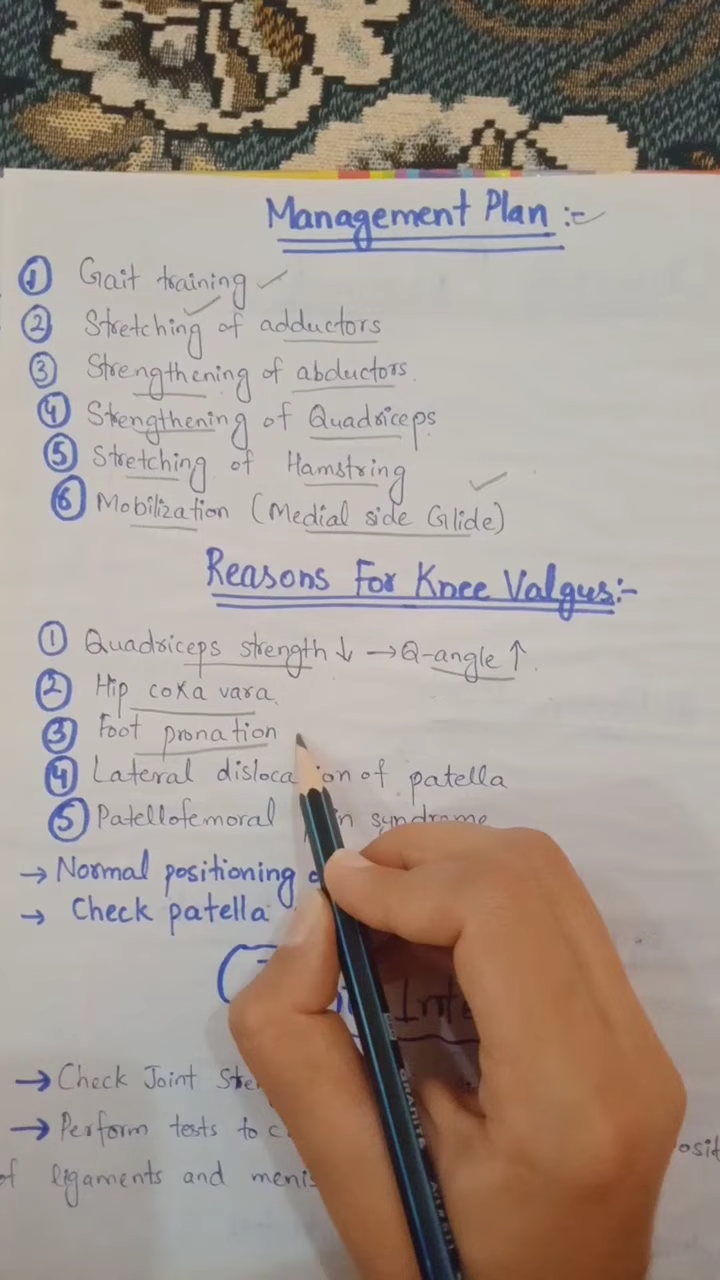 Management Plan :-
① Gait training ✓
② Stretching of adductors
③ Strengthening of abductors.
④ Strengthening of Quadriceps
⑤ Stretching of Hamstring
⑥ Mobilization (Medial side Glide)
Reasons For Knee Valgus:-
① Quadriceps strength ↓ → Q-angle ↑.
② Hip coxa vara.
③ Foot pronation
④ Lateral dislocation of patella
⑤ Patellofemoral syndrome
→ Normal positioning
→ Check patella
→ Check Joint
→ Perform tests to
of ligaments and
GRANITE